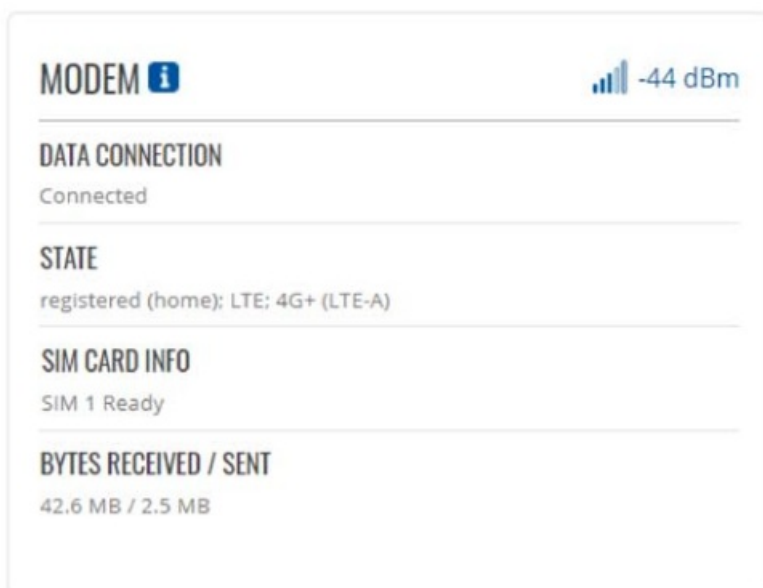 MODEM i -44 dBm
DATA CONNECTION
Connected
STATE
registered (home); LTE; 4G+ (LTE-A)
SIM CARD INFO
SIM 1 Ready
BYTES RECEIVED / SENT
42.6 MB / 2.5 MB